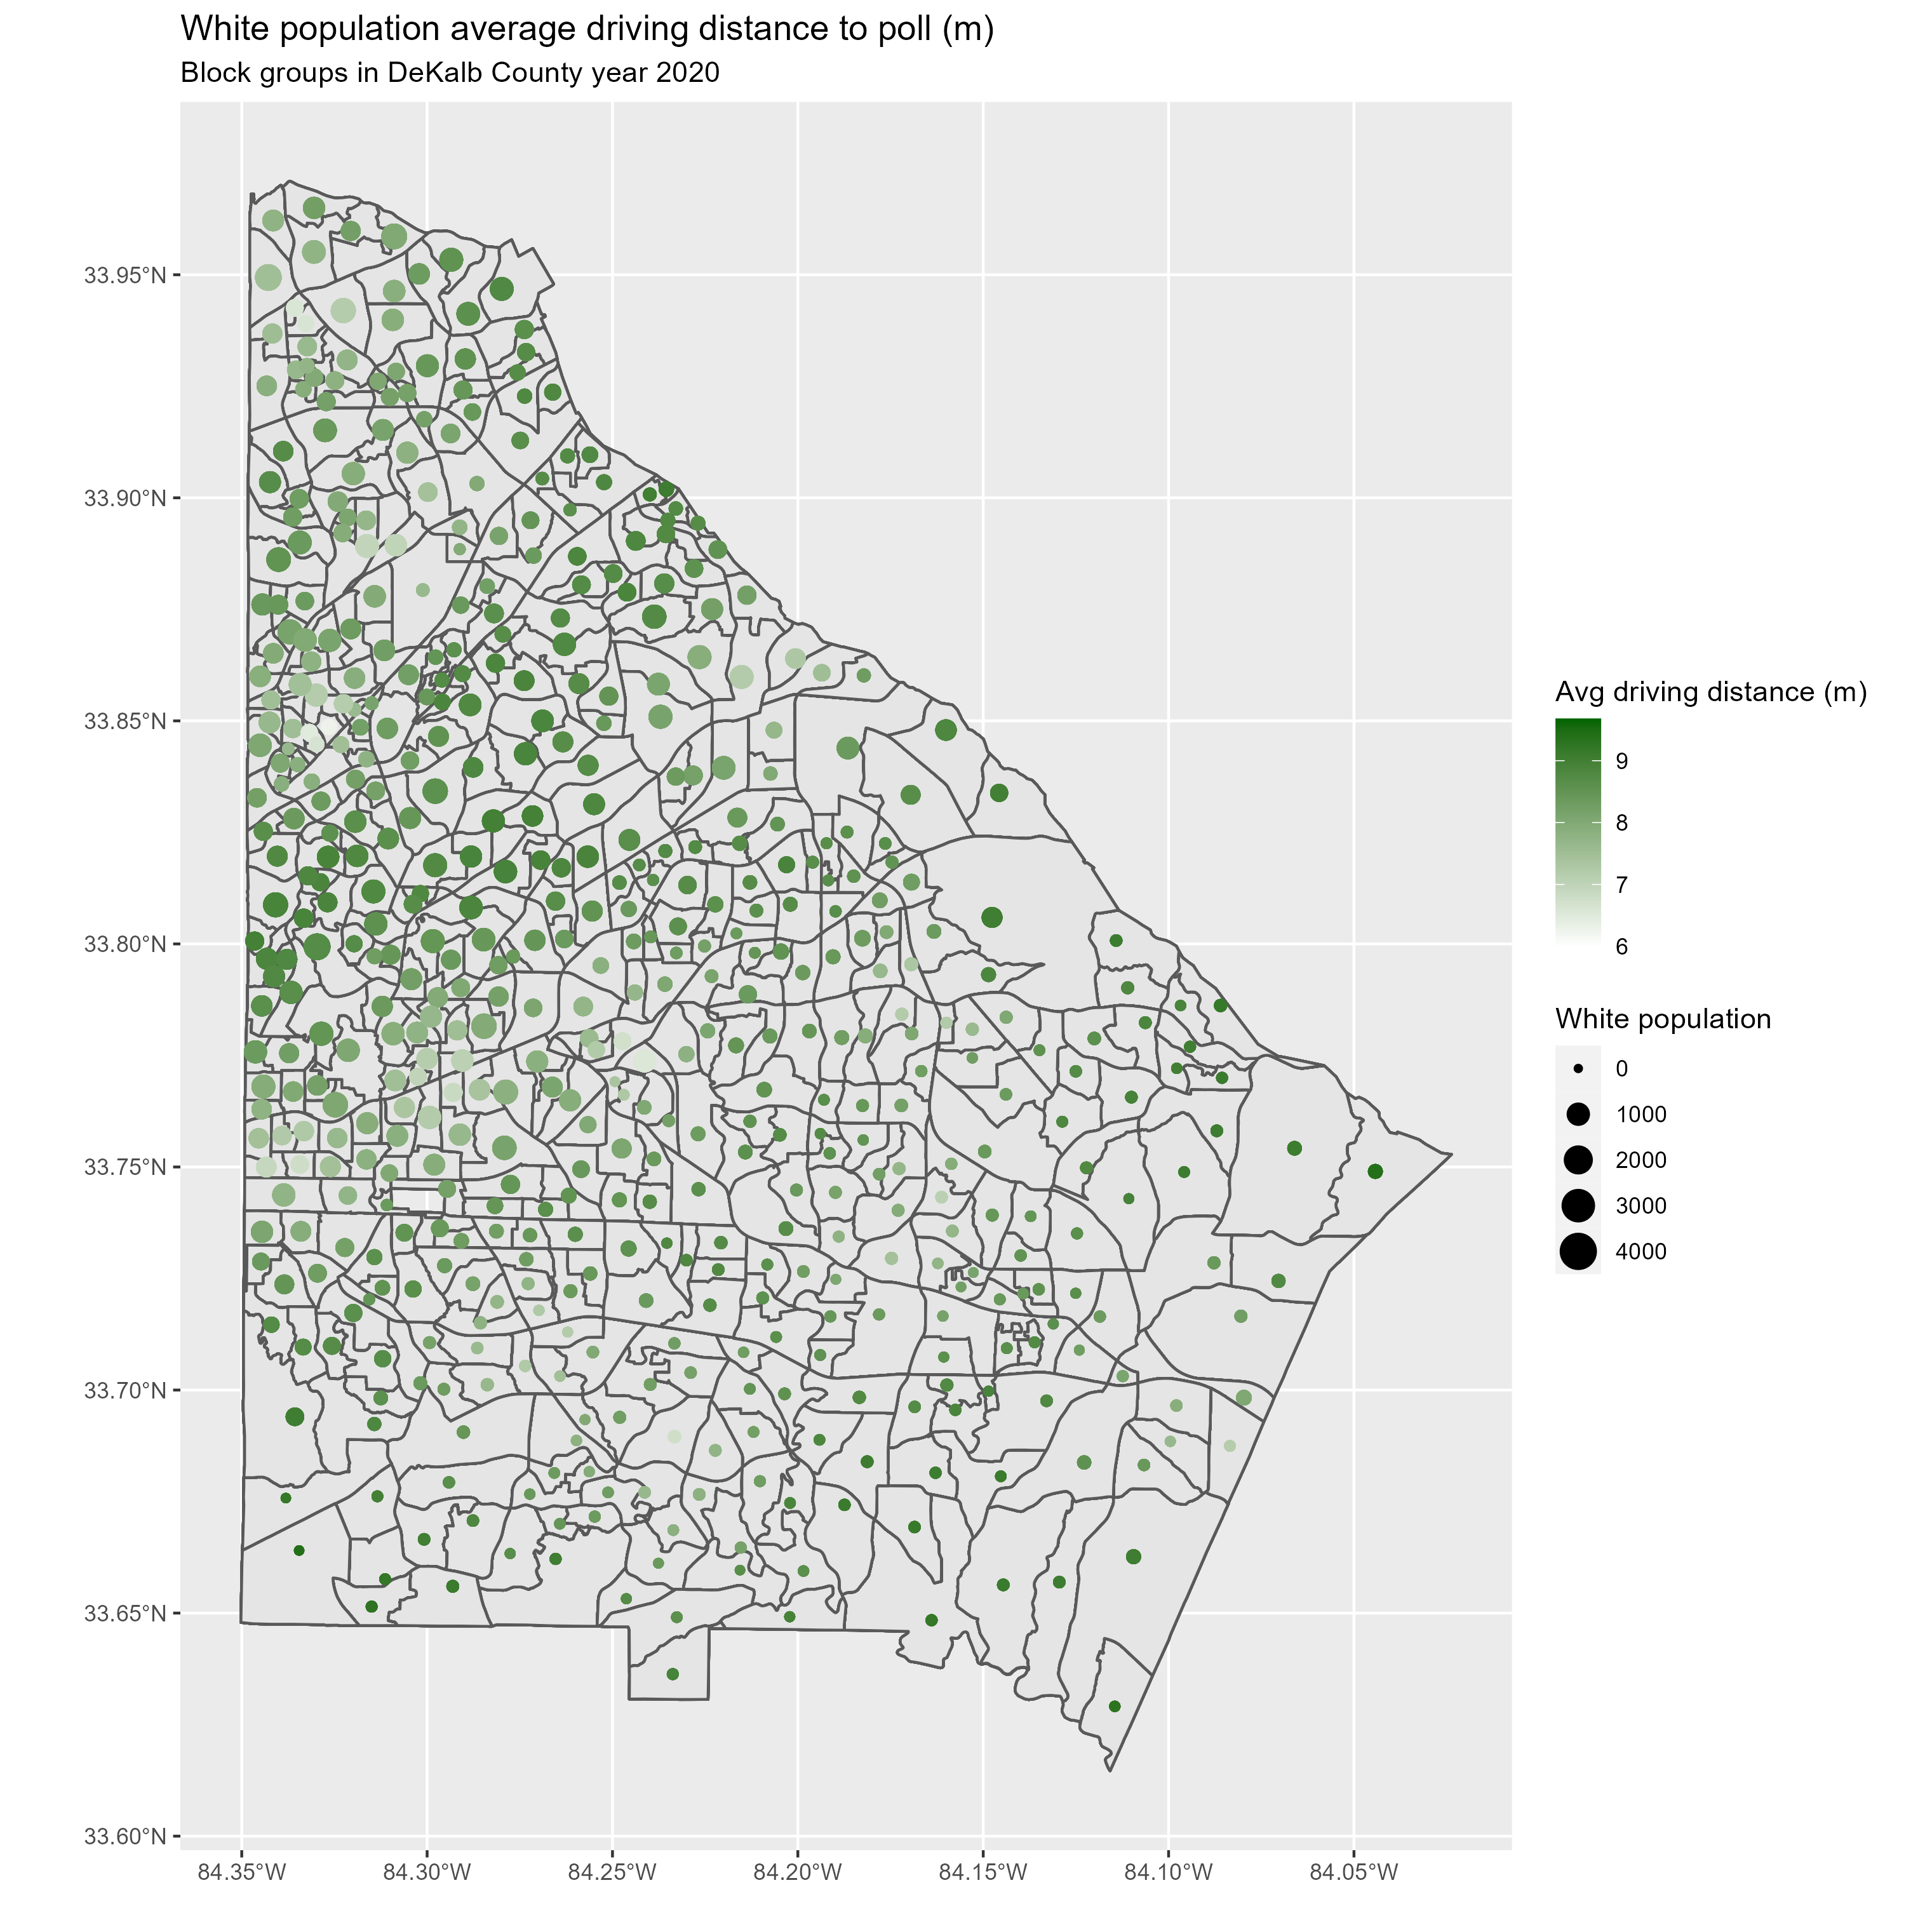 White population average driving distance to poll (m)
Block groups in DeKalb County year 2020
33.95°N
33.90°N
33.85°N
33.80°N
33.75°N
33.70°N
33.65°N
33.60°N
84.35°W
84.30°W
84.25°W
84.20°W
84.15°W
84.10°W
84.05°W
Avg driving distance (m)
9
8
7
6
White population
0
1000
2000
3000
4000